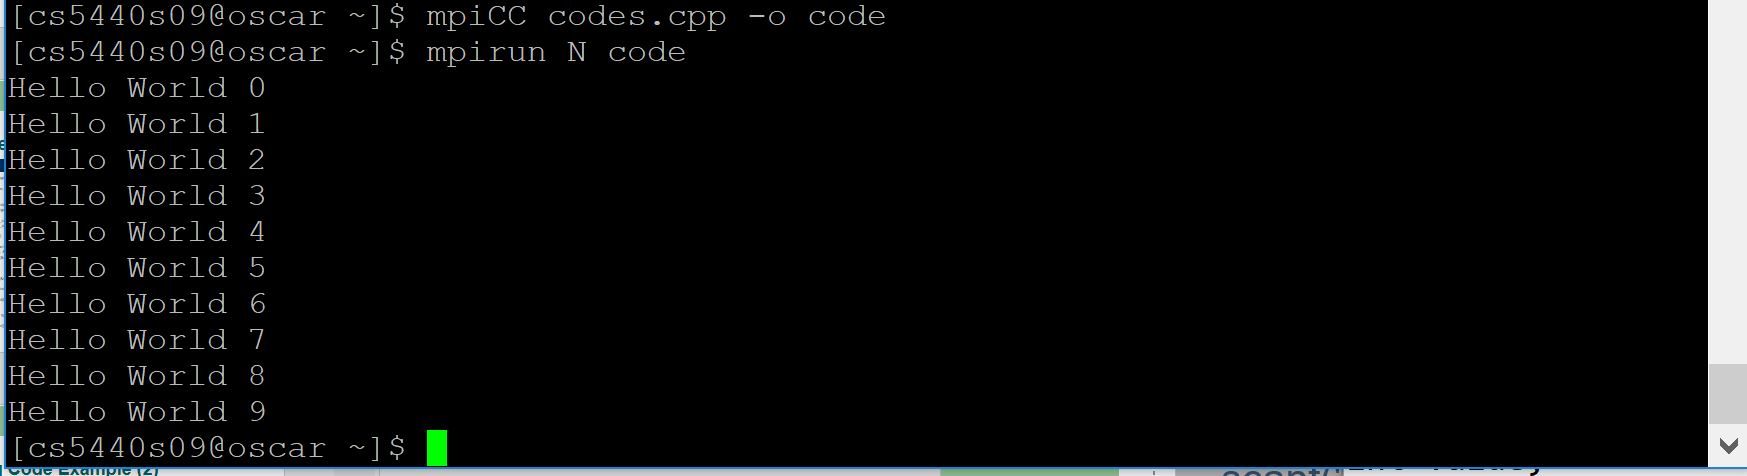 [cs5440s09@oscar ~]$ mpiCC codes.cpp -o code
[cs5440s09@oscar ~]$ mpirun N code
Hello World 0
Hello World 1
Hello World 2
Hello World 3
Hello World 4
Hello World 5
Hello World 6
Hello World 7
Hello World 8
Hello World 9
[cs5440s09@oscar ~]$
Code Example (2)